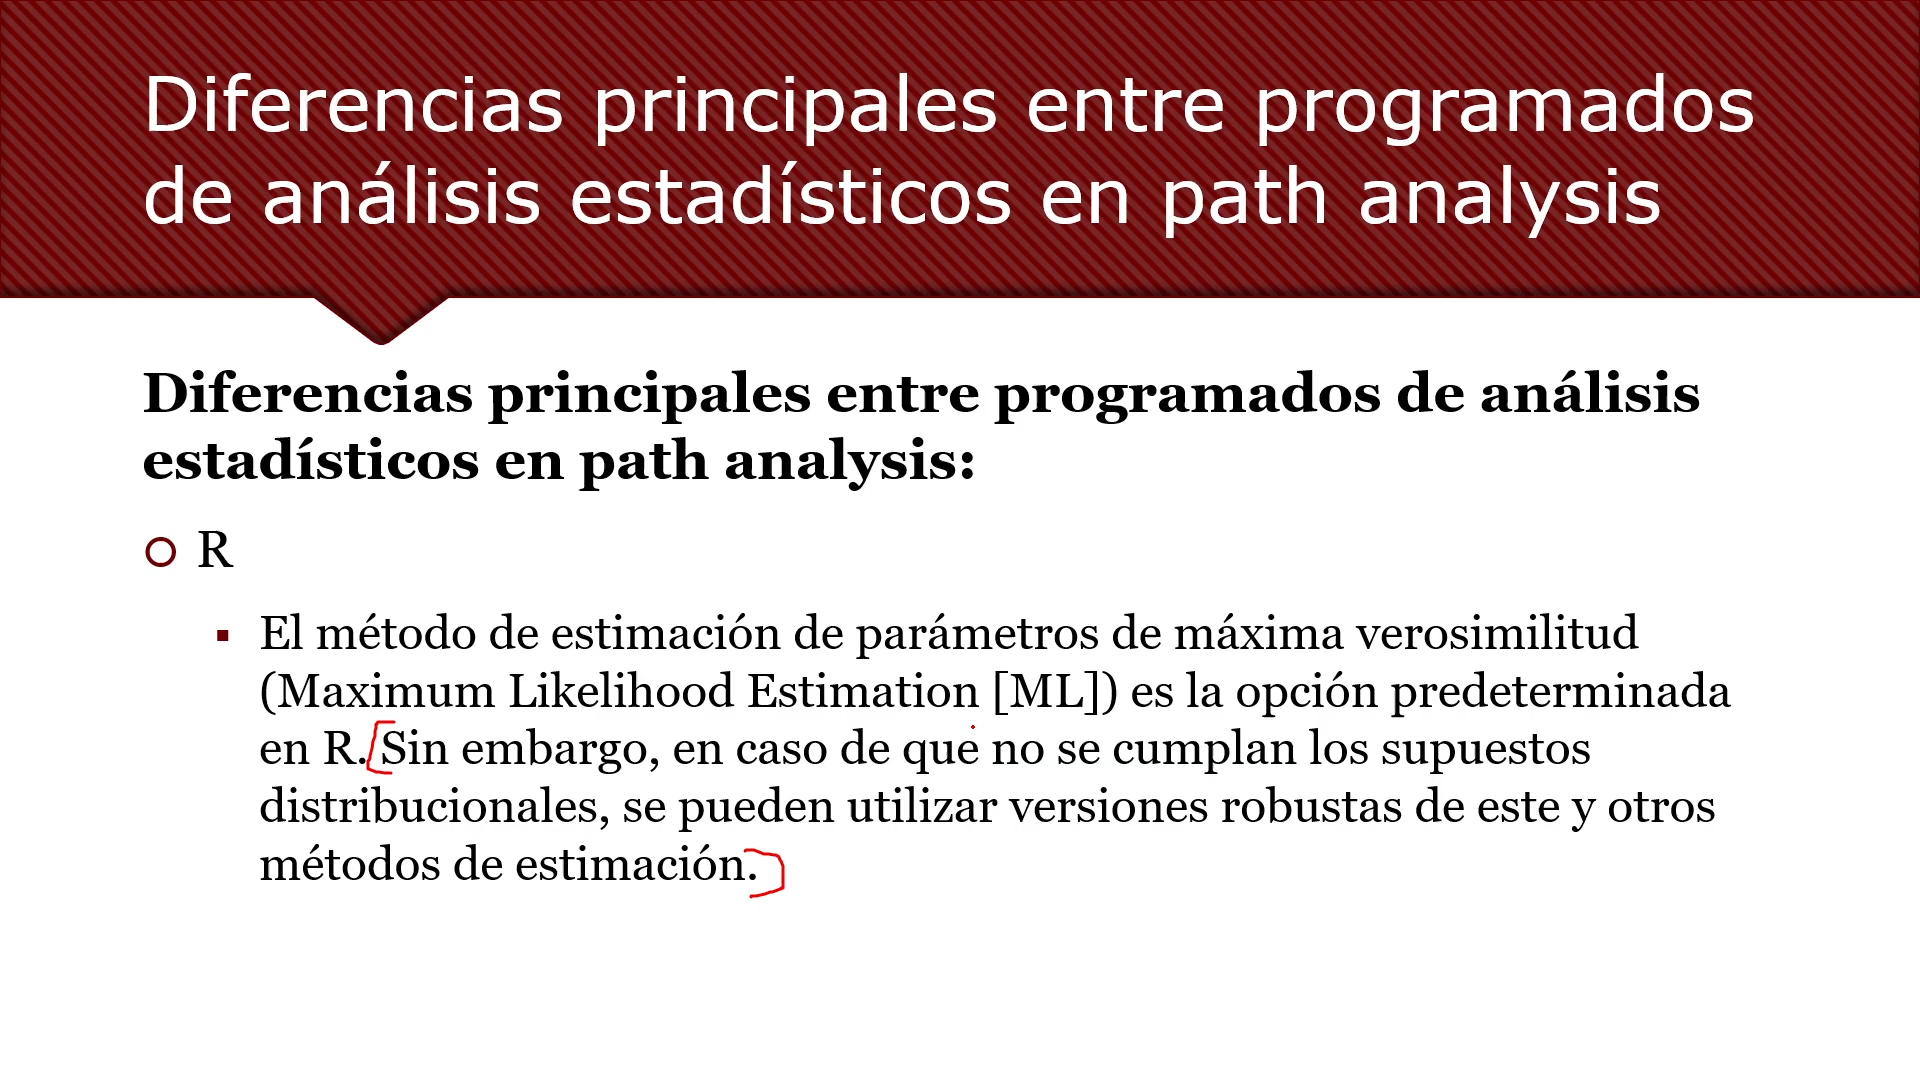 Diferencias principales entre programados
de análisis estadísticos en path analysis
Diferencias principales entre programados de análisis
estadísticos en path analysis:
R
El método de estimación de parámetros de máxima verosimilitud
(Maximum Likelihood Estimation [ML]) es la opción predeterminada
en R. Sin embargo, en caso de que no se cumplan los supuestos
distribucionales, se pueden utilizar versiones robustas de este y otros
métodos de estimación.